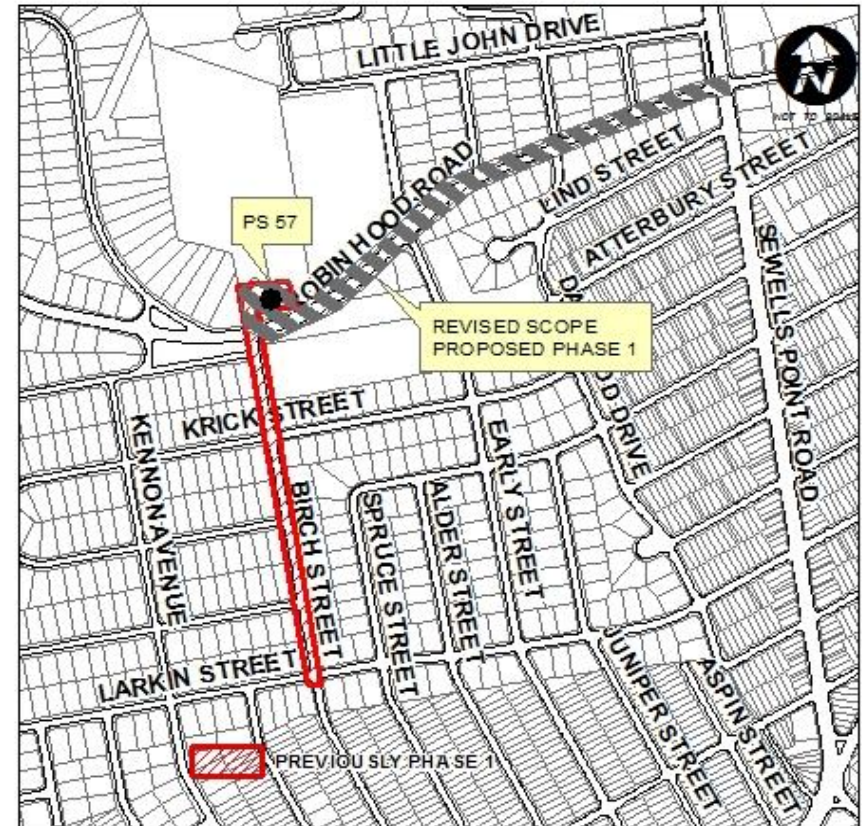 LITTLE JOHN DRIVE
N
NOT TO SCALE
ROBIN HOOD ROAD
LIND STREET
ATTERBURY STREET
PS 57
SEWELLS POINT ROAD
REVISED SCOPE
PROPOSED PHASE 1
DRIVE
KRICK STREET
KENNON AVENUE
BIRCH STREET
SPRUCE STREET
ALDER STREET
EARLY STREET
LARKIN STREET
JUNIPER STREET
ASPIN STREET
PREVIOUSLY PHASE 1